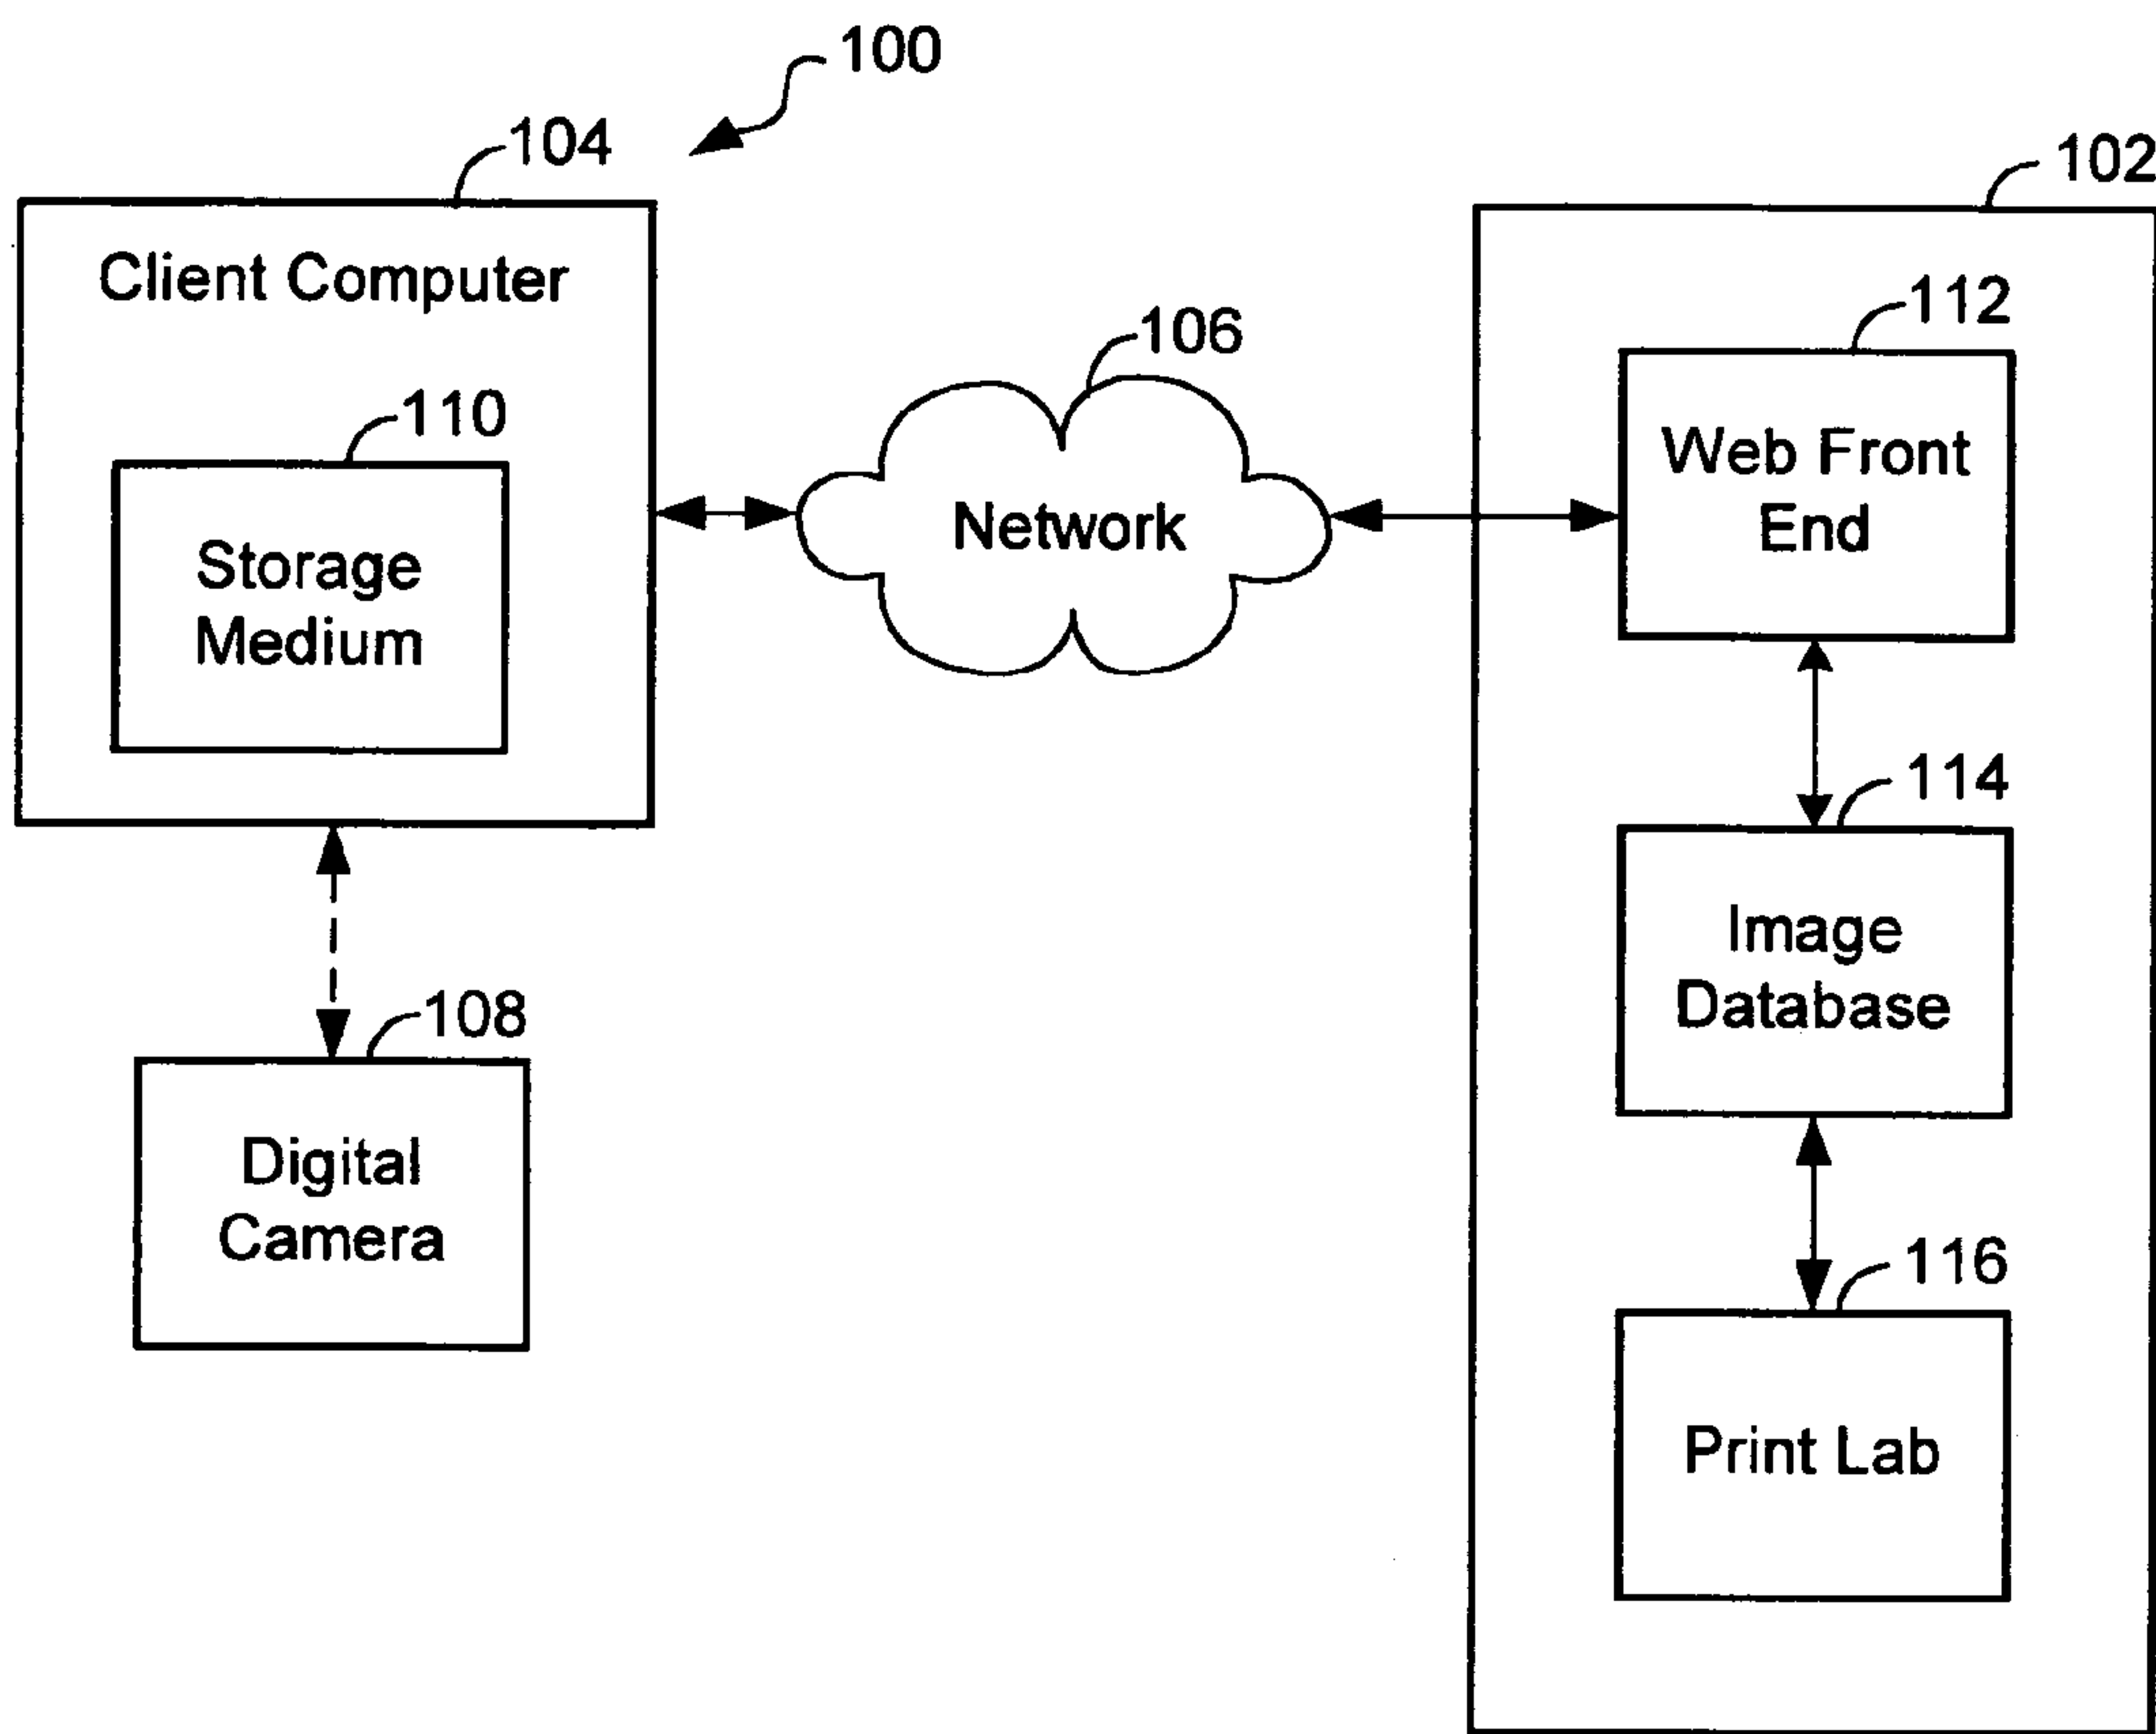 100
104
102
Client Computer
112
106
110
Web Front
End
Network
Storage
Medium
114
Image
Database
108
Digital
Camera
116
Print Lab